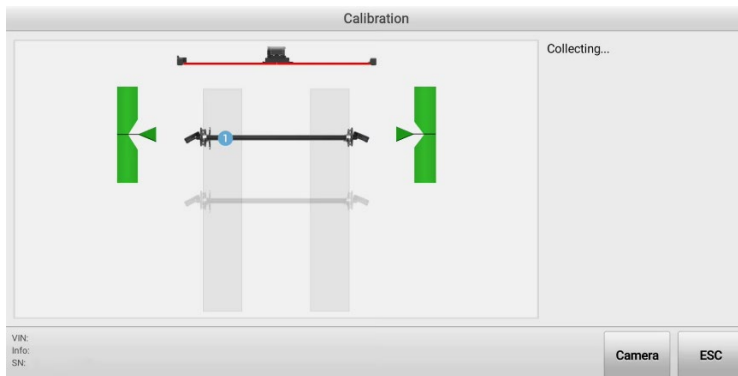 Calibration
Collecting...
1
VIN:
Info:
SN:
Camera
ESC